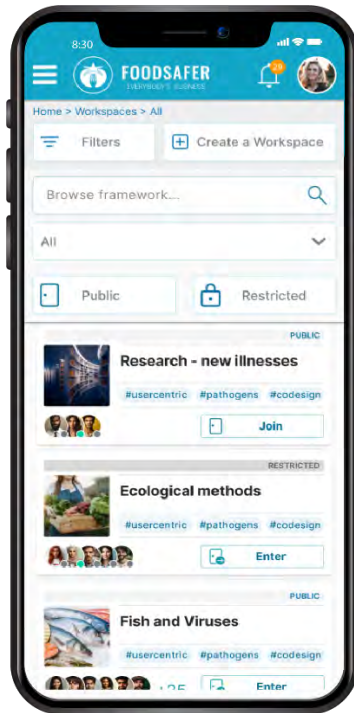 8:30
FOODSAFER
EVERYBODY'S BUSINESS
28
Home > Workspaces > All
Filters
Create a Workspace
Browse framework...
All
Public
Restricted
PUBLIC
Research - new illnesses
#usercentric #pathogens #codesign
Join
RESTRICTED
Ecological methods
#usercentric #pathogens #codesign
Enter
PUBLIC
Fish and Viruses
#usercentric #pathogens #codesign
Enter